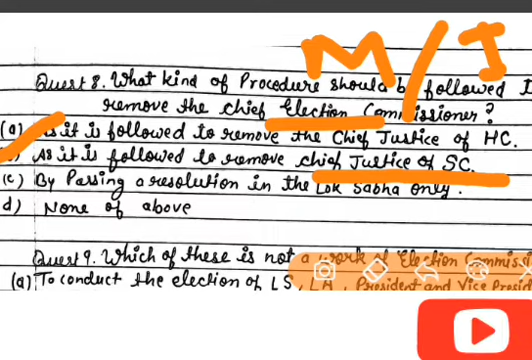 M/I
Quest 8. What kind of Procedure should be followed
remove the chief Election Commissioner?
(a) As it is followed to remove the Chief Justice of HC.
As it is followed to remove chief Justice of SC.
(c) By Passing a resolution in the Lok Sabha only.
d) None of above
Quest 9. Which of these is not a work of Election Commissi
(a) To conduct the election of LS, LA, President and Vice Presid